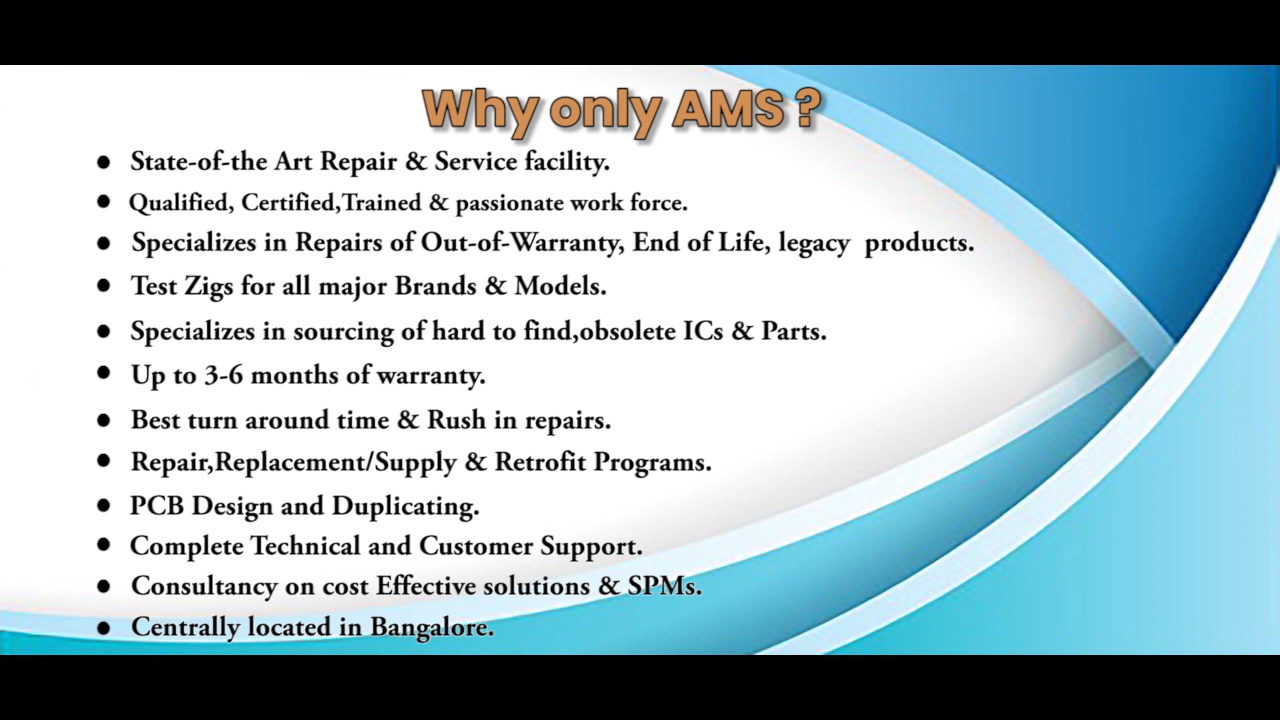 Why only AMS ?
● State-of-the Art Repair & Service facility.
● Qualified, Certified,Trained & passionate work force.
● Specializes in Repairs of Out-of-Warranty, End of Life, legacy  products.
● Test Zigs for all major Brands & Models.
● Specializes in sourcing of hard to find,obsolete ICs & Parts.
● Up to 3-6 months of warranty.
● Best turn around time & Rush in repairs.
● Repair,Replacement/Supply & Retrofit Programs.
● PCB Design and Duplicating.
● Complete Technical and Customer Support.
● Consultancy on cost Effective solutions & SPMs.
● Centrally located in Bangalore.